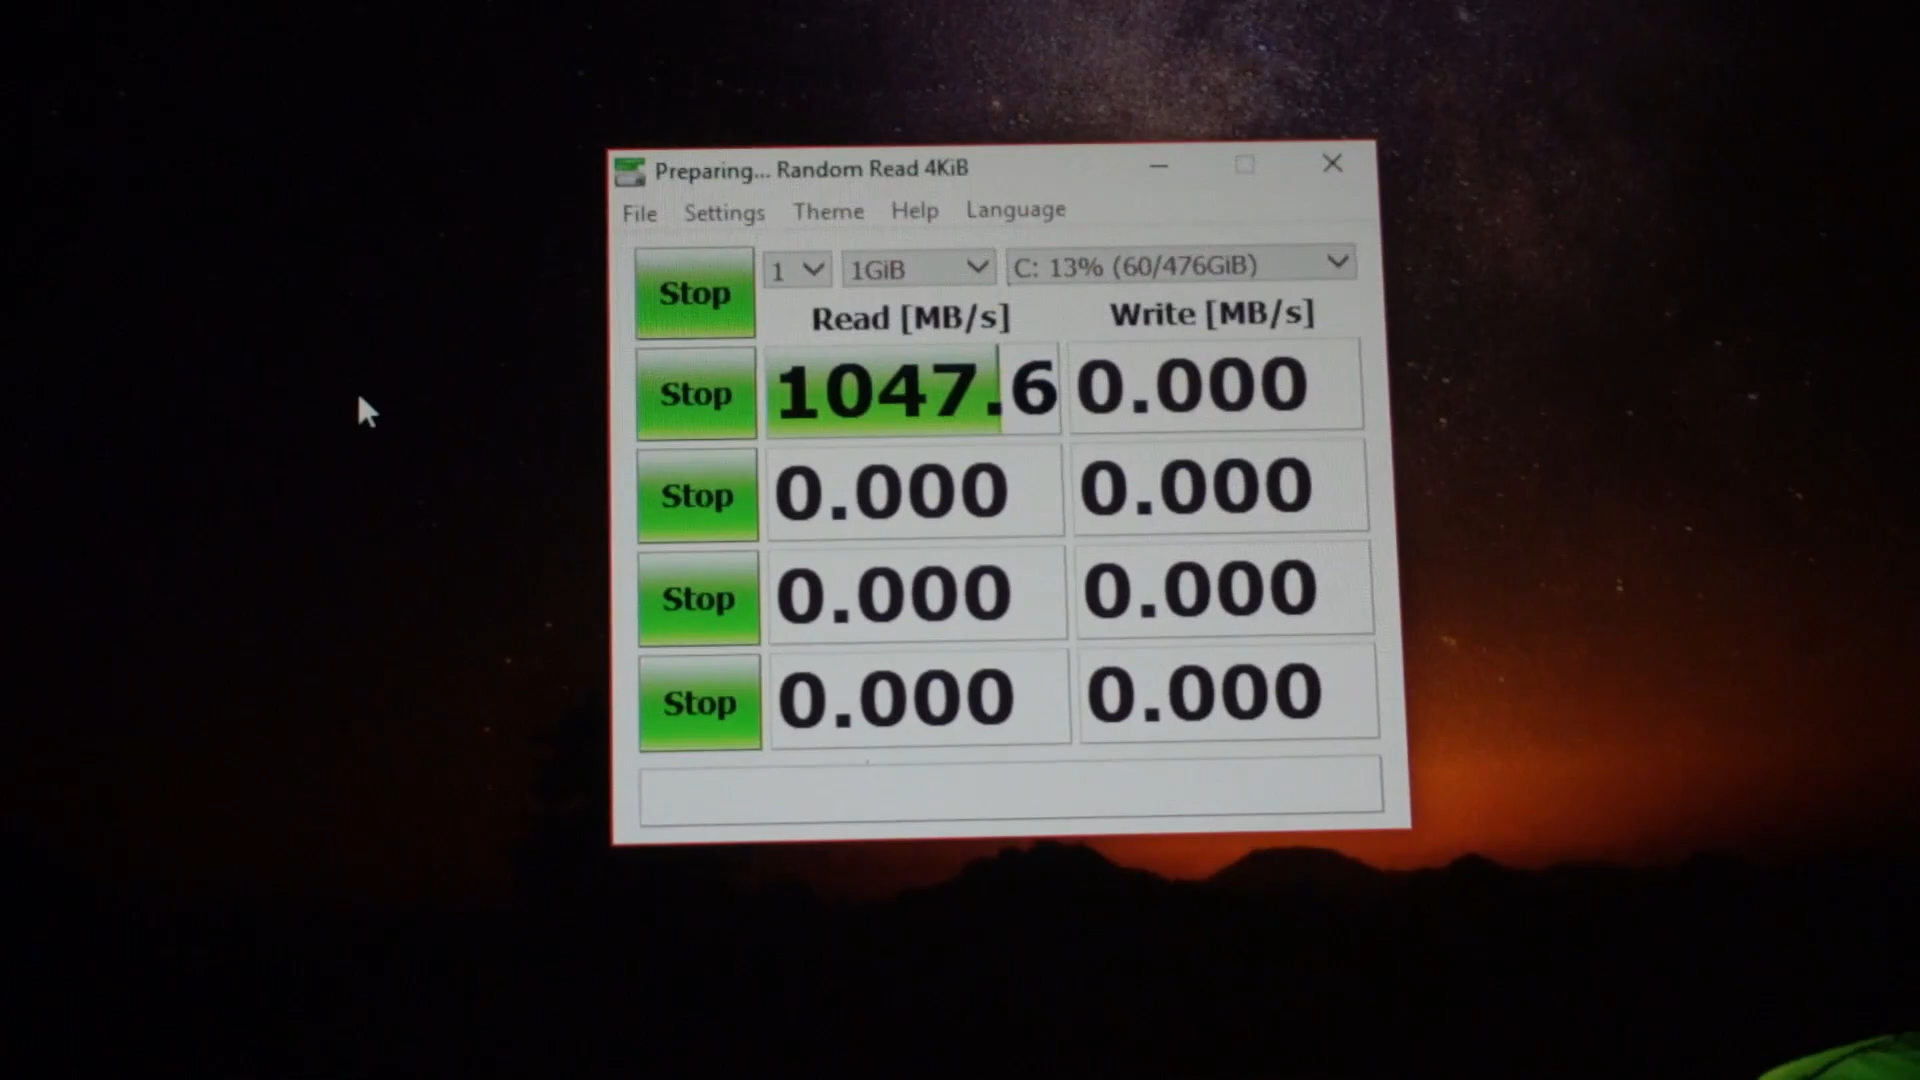 Preparing... Random Read 4KiB
File Settings Theme Help Language
Stop 1 1GiB C: 13% (60/476GiB)
Read [MB/s] Write [MB/s]
Stop 1047.6 0.000
Stop 0.000 0.000
Stop 0.000 0.000
Stop 0.000 0.000